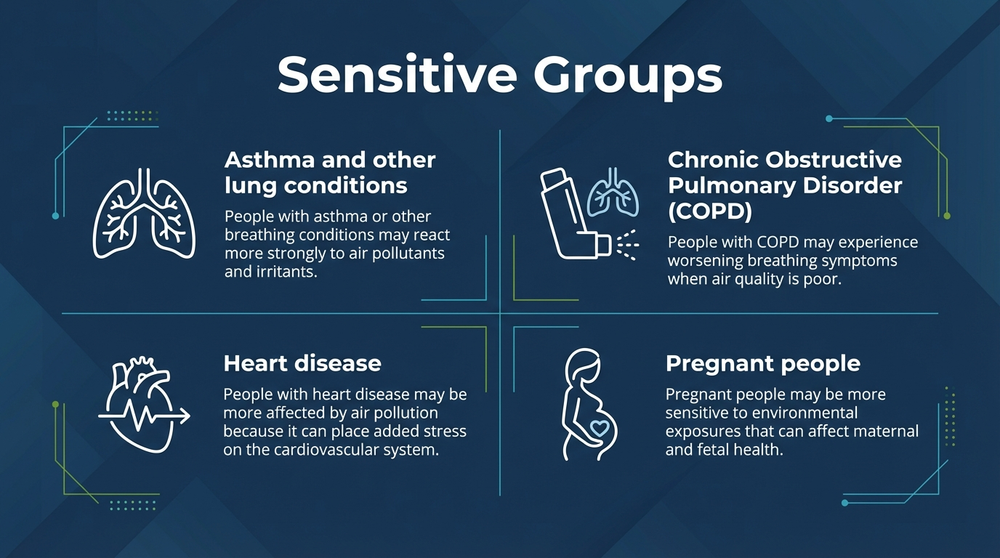 Sensitive Groups
Asthma and other
lung conditions
People with asthma or other
breathing conditions may react
more strongly to air pollutants
and irritants.
Chronic Obstructive
Pulmonary Disorder
(COPD)
People with COPD may experience
worsening breathing symptoms
when air quality is poor.
Heart disease
People with heart disease may be
more affected by air pollution
because it can place added stress
on the cardiovascular system.
Pregnant people
Pregnant people may be more
sensitive to environmental
exposures that can affect maternal
and fetal health.